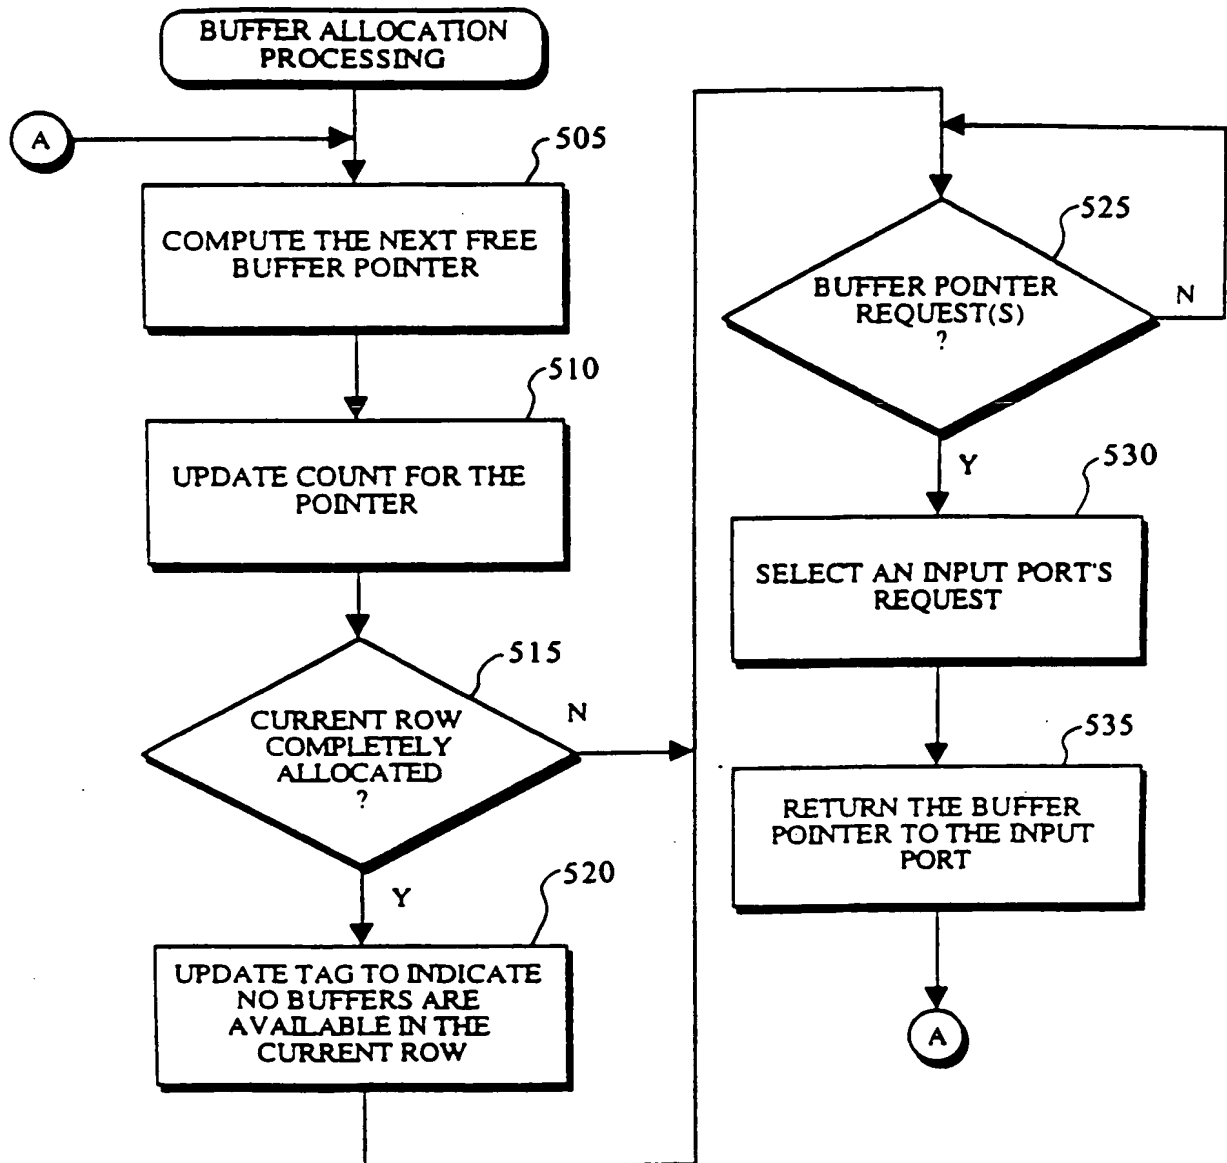 BUFFER ALLOCATION
PROCESSING
A
505
COMPUTE THE NEXT FREE
BUFFER POINTER
510
UPDATE COUNT FOR THE
POINTER
515
CURRENT ROW
COMPLETELY
ALLOCATED
?
N
Y
520
UPDATE TAG TO INDICATE
NO BUFFERS ARE
AVAILABLE IN THE
CURRENT ROW
525
BUFFER POINTER
REQUEST(S)
?
N
Y
530
SELECT AN INPUT PORT'S
REQUEST
535
RETURN THE BUFFER
POINTER TO THE INPUT
PORT
A